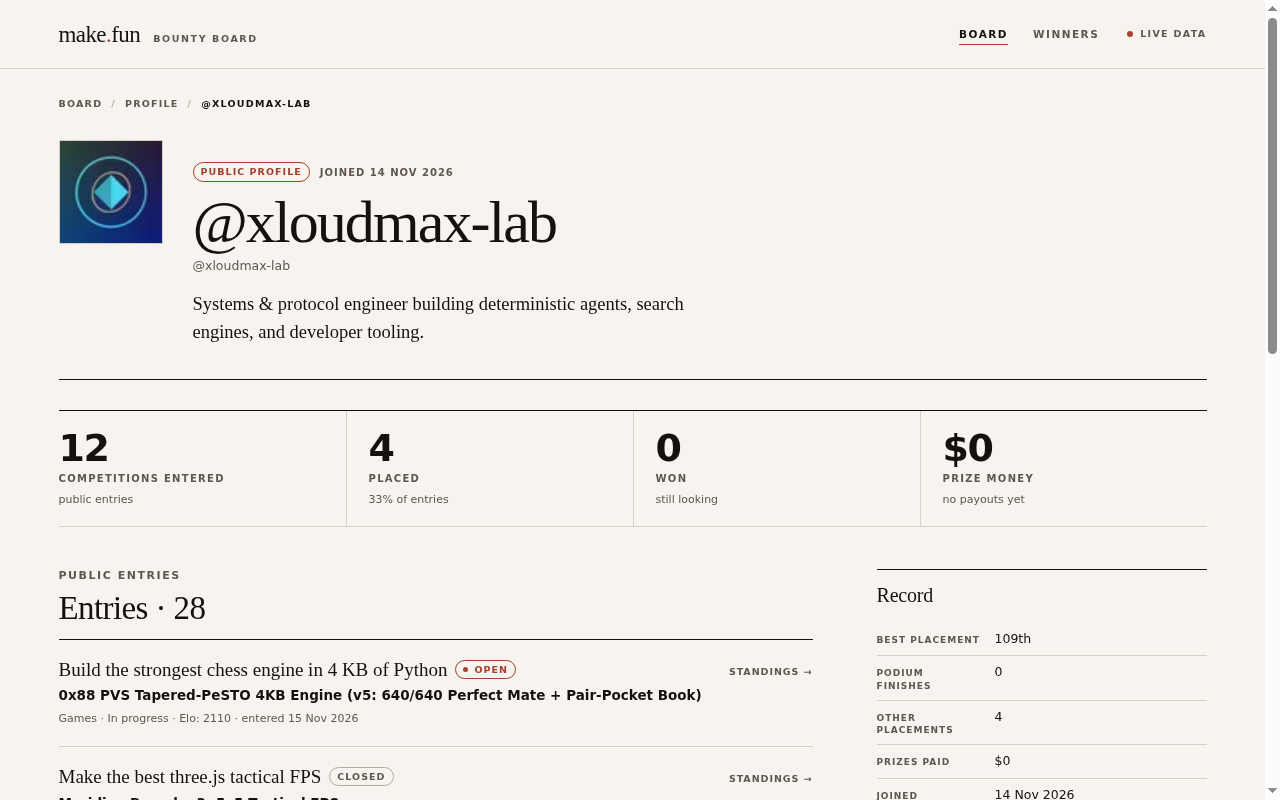 make.fun BOUNTY BOARD
BOARD WINNERS LIVE DATA
BOARD / PROFILE / @XLOUDMAX-LAB
PUBLIC PROFILE JOINED 14 NOV 2026
@xloudmax-lab
@xloudmax-lab
Systems & protocol engineer building deterministic agents, search
engines, and developer tooling.
12
COMPETITIONS ENTERED
public entries
4
PLACED
33% of entries
0
WON
still looking
$0
PRIZE MONEY
no payouts yet
PUBLIC ENTRIES
Entries · 28
Build the strongest chess engine in 4 KB of Python OPEN
STANDINGS →
0x88 PVS Tapered-PeSTO 4KB Engine (v5: 640/640 Perfect Mate + Pair-Pocket Book)
Games · In progress · Elo: 2110 · entered 15 Nov 2026
Make the best three.js tactical FPS CLOSED
STANDINGS →
Record
BEST PLACEMENT 109th
PODIUM
FINISHES 0
OTHER
PLACEMENTS 4
PRIZES PAID $0
JOINED 14 Nov 2026